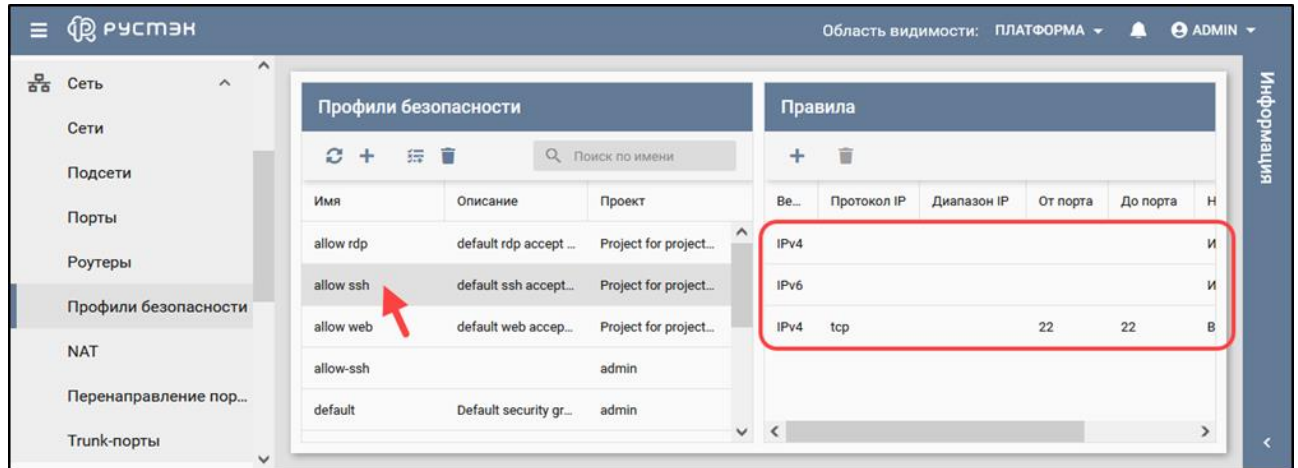 РУСТЭК
Область видимости: ПЛАТФОРМА ADMIN
Сеть
Сети
Подсети
Порты
Роутеры
Профили безопасности
NAT
Перенаправление пор...
Trunk-порты
Профили безопасности
Поиск по имени
Имя Описание Проект
allow rdp default rdp accept ... Project for project...
allow ssh default ssh accept... Project for project...
allow web default web accep... Project for project...
allow-ssh admin
default Default security gr... admin
Правила
Ве... Протокол IP Диапазон IP От порта До порта Н
IPv4 И
IPv6 И
IPv4 tcp 22 22 В
Информация